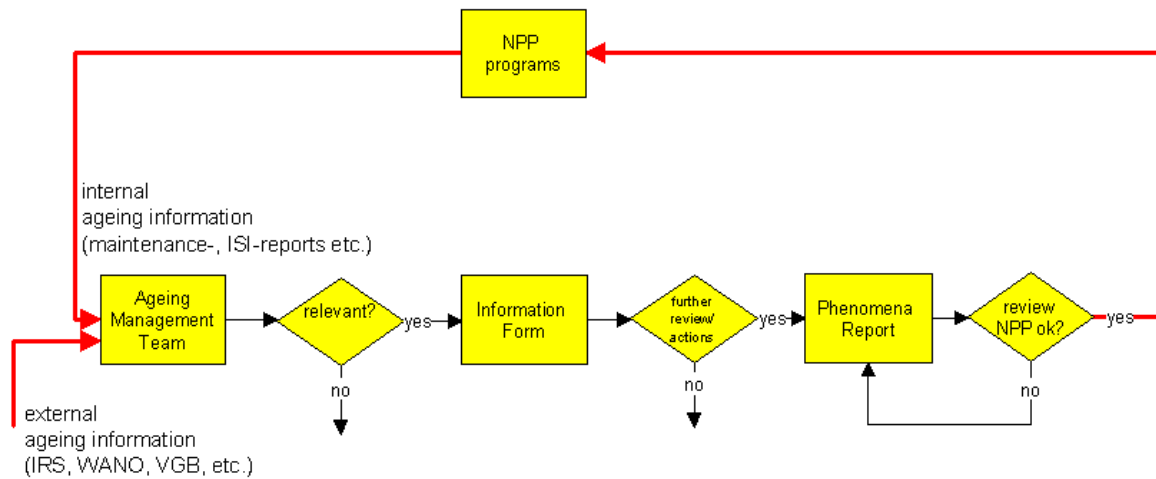 NPP
programs
internal
ageing information
(maintenance-, ISI-reports etc.)
Ageing
Management
Team
relevant?
yes
no
Information
Form
further
review/
actions
yes
no
Phenomena
Report
review
NPP ok?
yes
no
external
ageing information
(IRS, WANO, VGB, etc.)